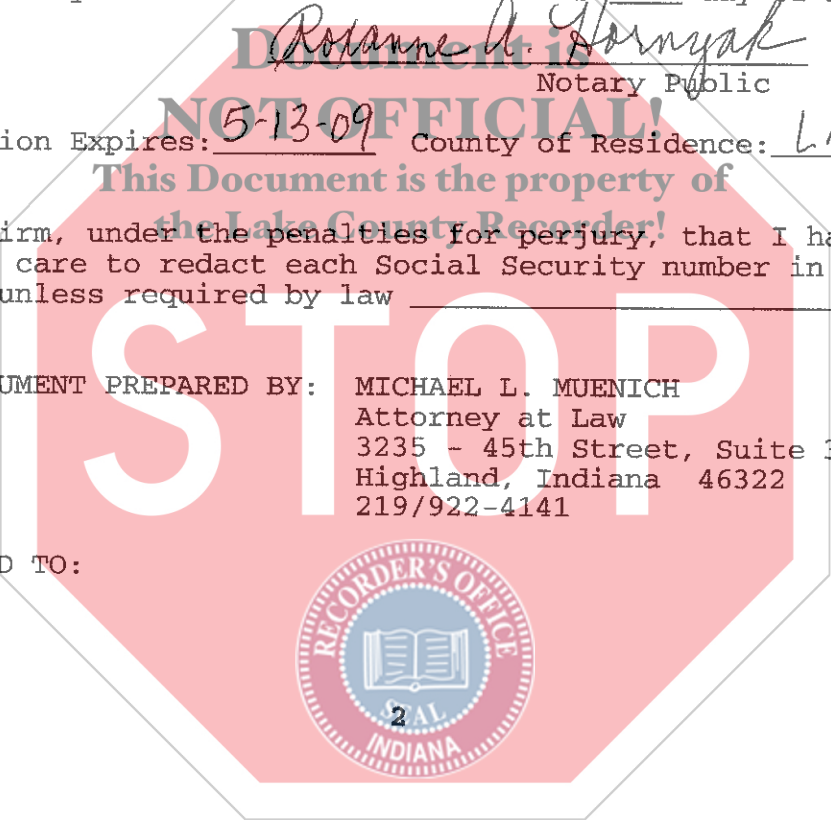 Roxanne A. Hornyak
Document is
Notary Public
NOT OFFICIAL!
ion Expires: 5-13-09 County of Residence:
This Document is the property of
the Lake County Recorder!
irm, under the penalties for perjury, that I ha
care to redact each Social Security number in
unless required by law
STOP
UMENT PREPARED BY: MICHAEL L. MUENICH
Attorney at Law
3235 - 45th Street, Suite 3
Highland, Indiana 46322
219/922-4141
D TO:
RECORDER'S OFFICE
SEAL
2
INDIANA